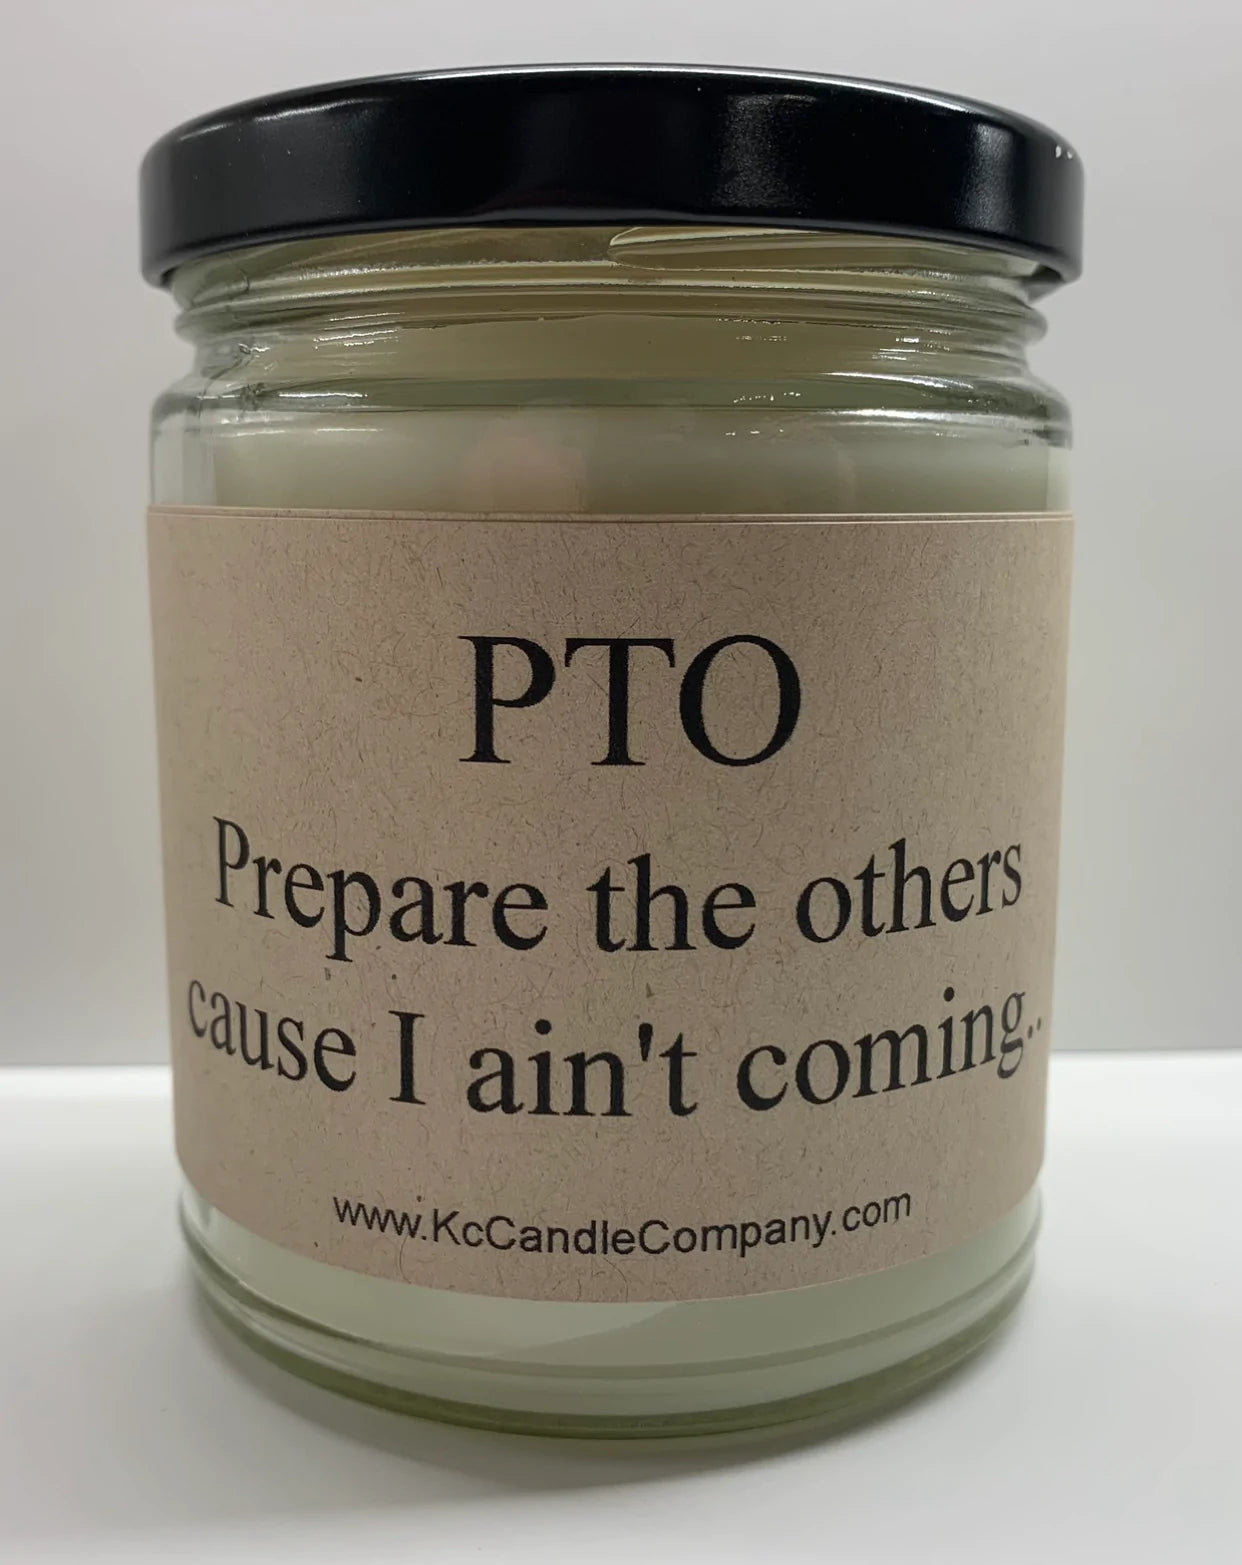 PTO
Prepare the others
cause I ain't coming..
www.KcCandleCompany.com